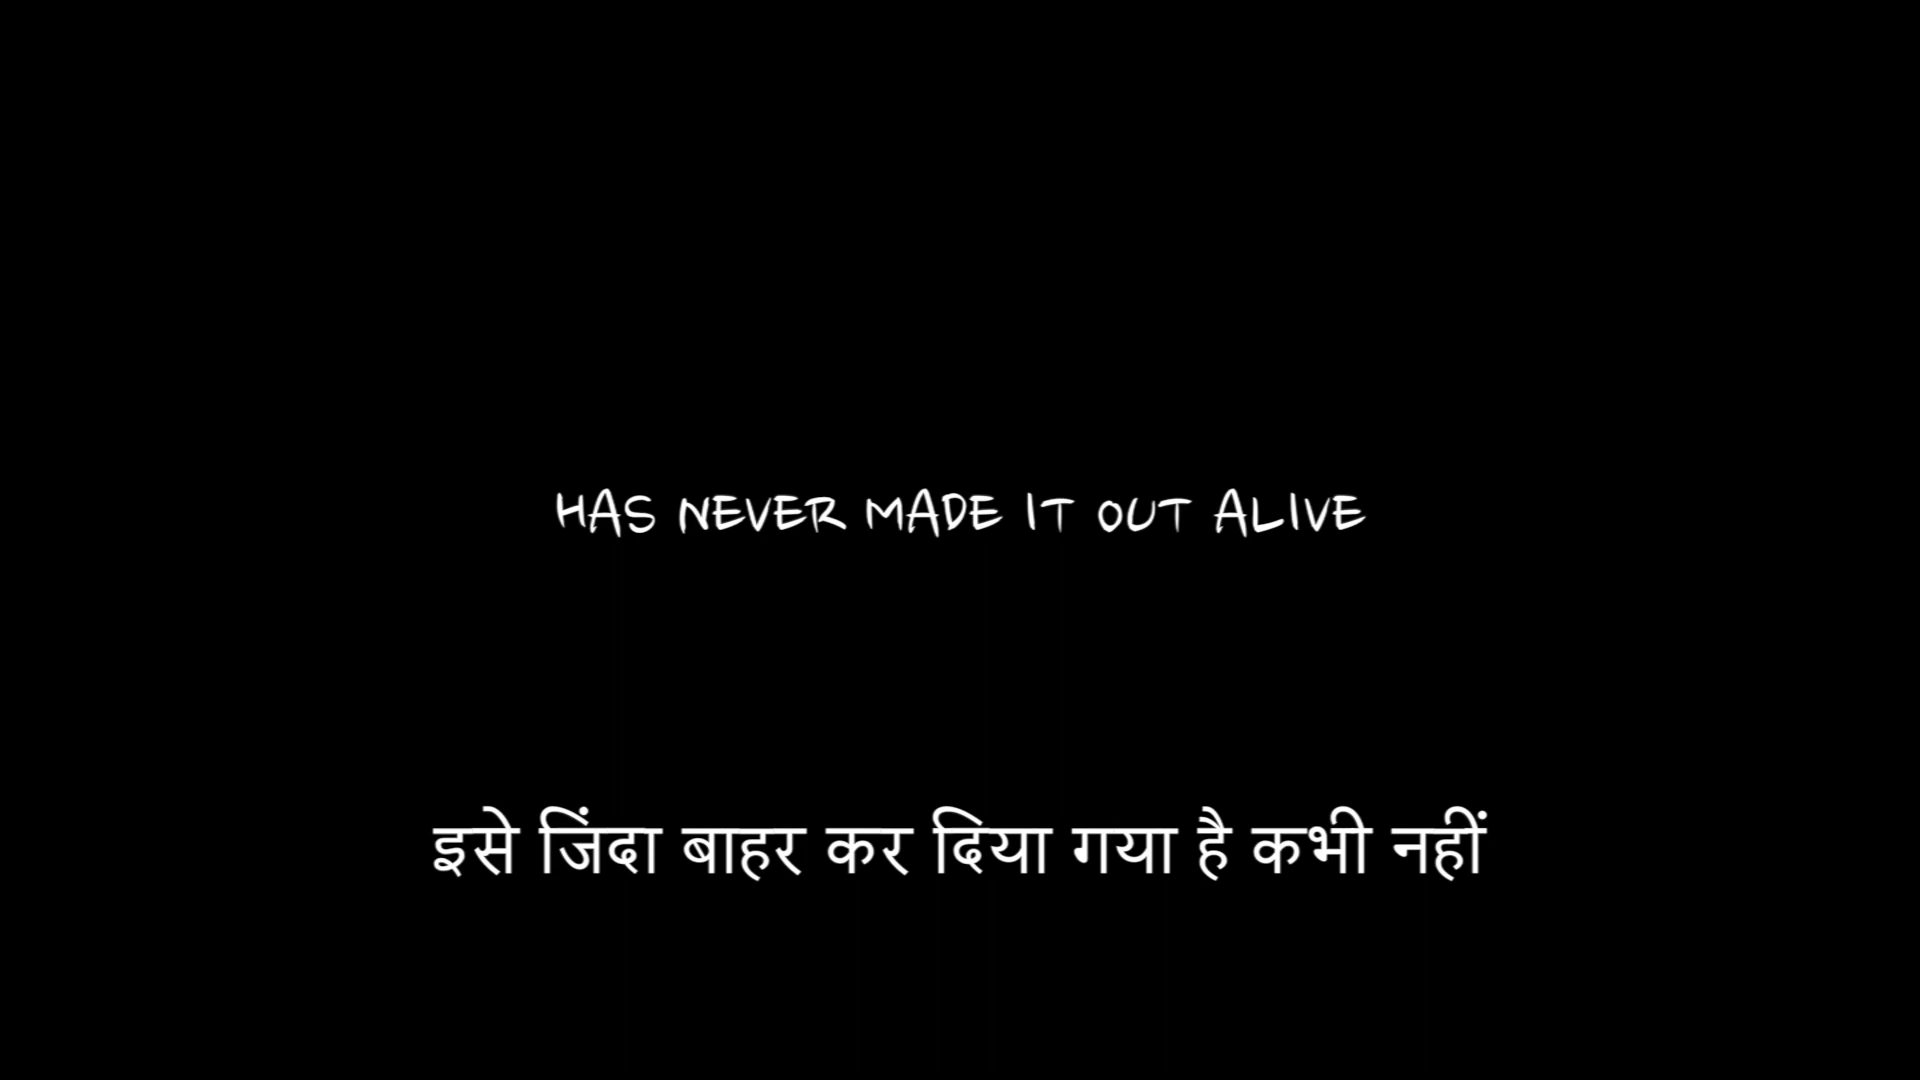 HAS NEVER MADE IT OUT ALIVE
इसे जिंदा बाहर कर दिया गया है कभी नहीं